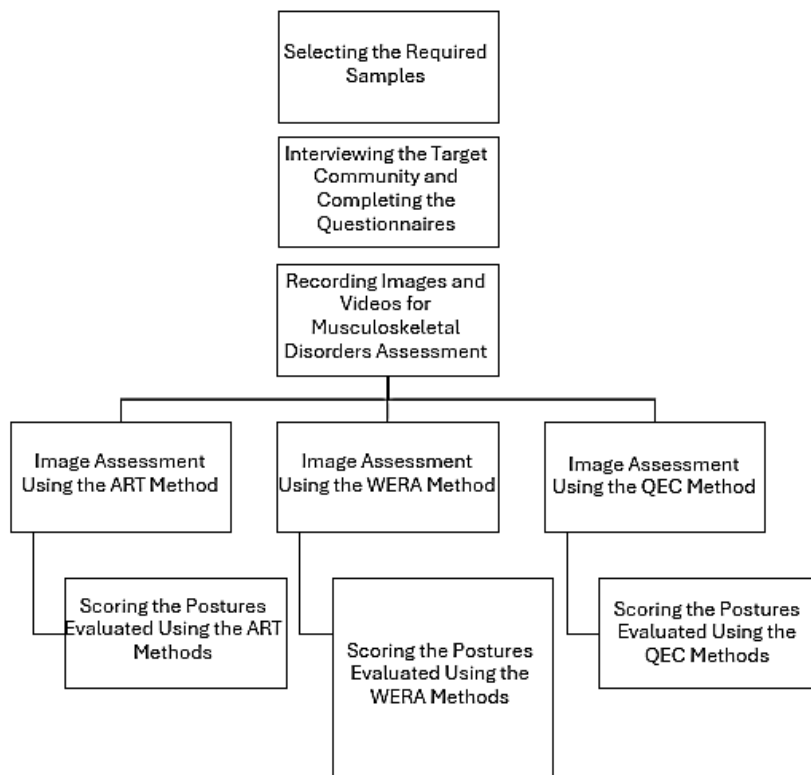 Selecting the Required
Samples
Interviewing the Target
Community and
Completing the
Questionnaires
Recording Images and
Videos for
Musculoskeletal
Disorders Assessment
Image Assessment
Using the ART Method
Image Assessment
Using the WERA Method
Image Assessment
Using the QEC Method
Scoring the Postures
Evaluated Using the ART
Methods
Scoring the Postures
Evaluated Using the
WERA Methods
Scoring the Postures
Evaluated Using the
QEC Methods